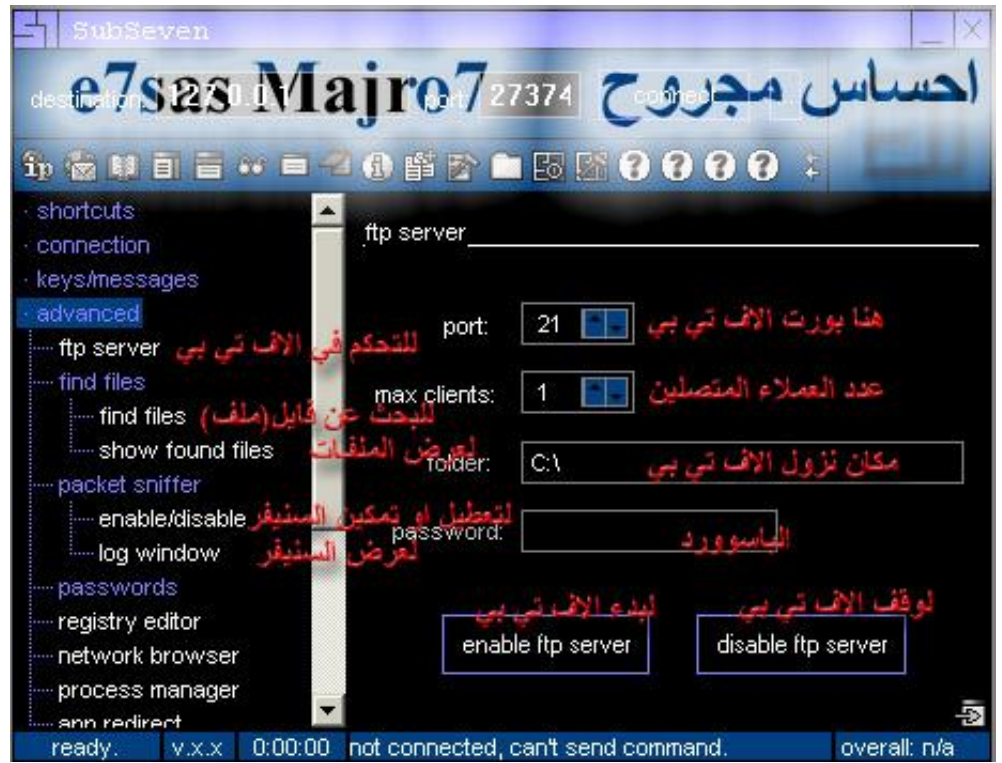 SubSeven
e7sas Majro7 احساس مجروح
destination: 127.0.0.1 port: 27374 connect
ip
shortcuts
connection
keys/messages
advanced
ftp server للتحكم في الاف تي بي
find files
find files للبحث عن فايل(ملف)
show found files لعرض الملفات
packet sniffer
enable/disable لتعطيل او تمكين السنيفر
log window لعرض السنيفر
passwords
registry editor
network browser
process manager
app redirect
ftp server
port: 21 هنا بورت الاف تي بي
max clients: 1 عدد العملاء المتصلين
folder: C:\ مكان نزول الاف تي بي
password: الباسوورد
لبدء الاف تي بي لوقف الاف تي بي
enable ftp server disable ftp server
ready. v.x.x 0:00:00 not connected, can't send command. overall: n/a